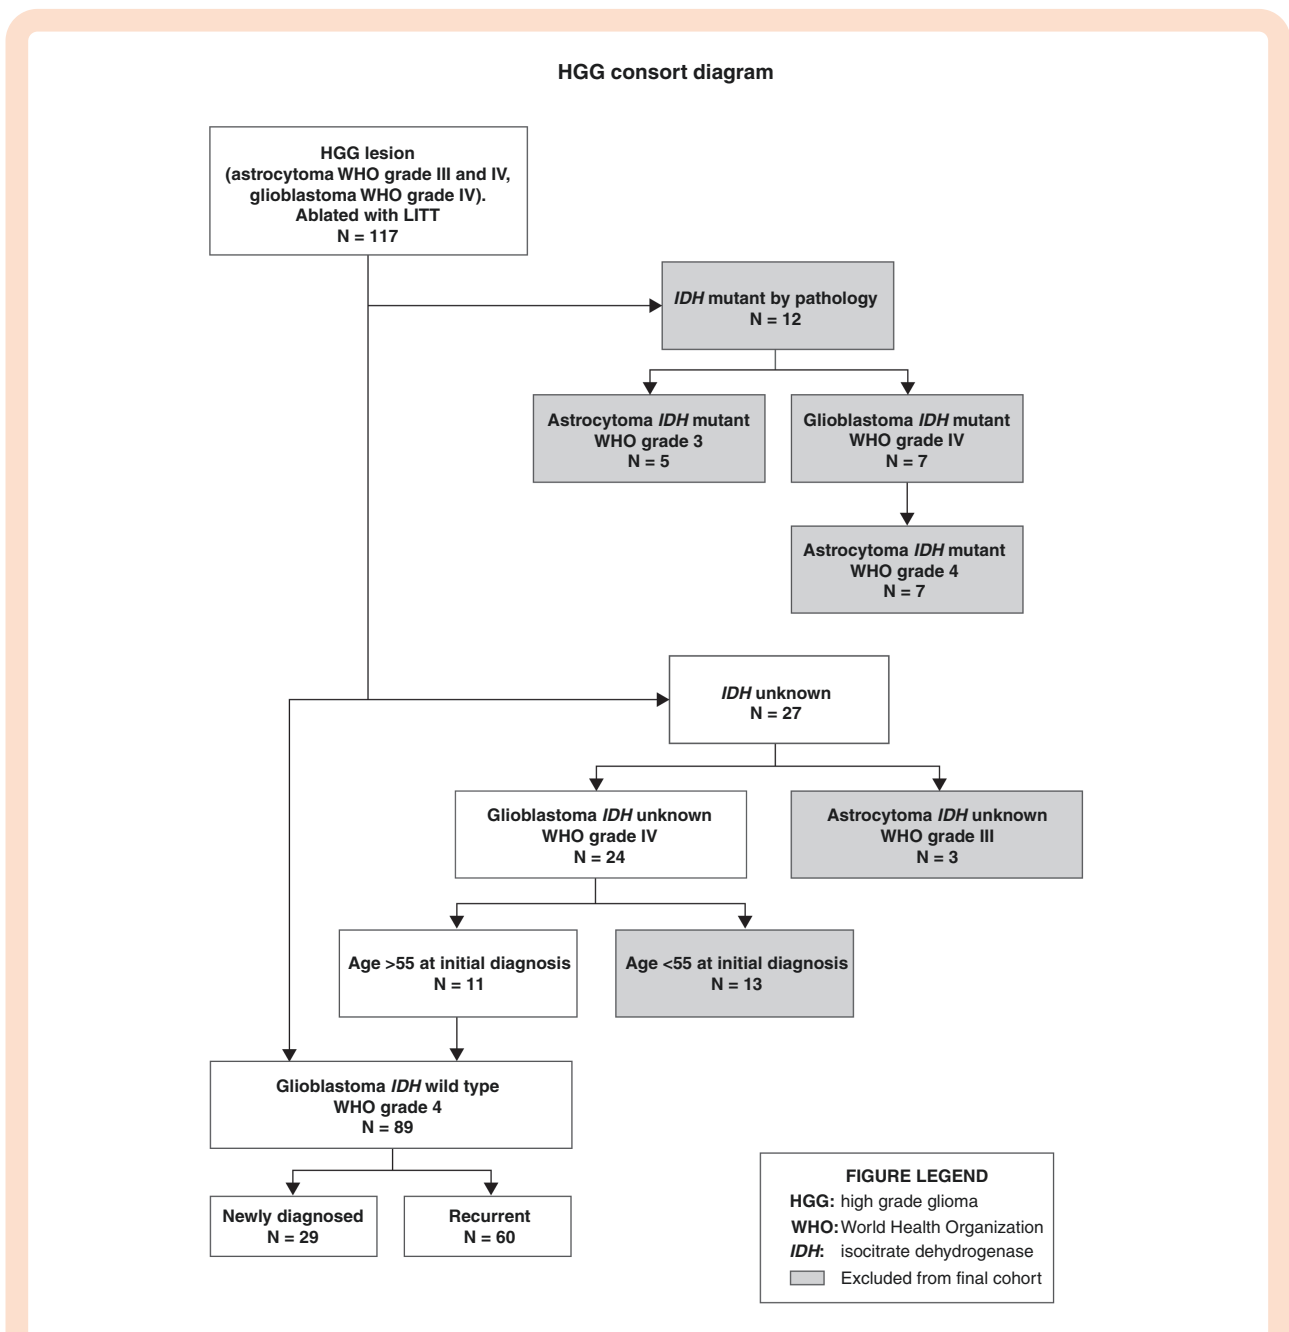 HGG consort diagram
HGG lesion
(astrocytoma WHO grade III and IV,
glioblastoma WHO grade IV).
Ablated with LITT
N = 117
IDH mutant by pathology
N = 12
Astrocytoma IDH mutant
WHO grade 3
N = 5
Glioblastoma IDH mutant
WHO grade IV
N = 7
Astrocytoma IDH mutant
WHO grade 4
N = 7
IDH unknown
N = 27
Glioblastoma IDH unknown
WHO grade IV
N = 24
Astrocytoma IDH unknown
WHO grade III
N = 3
Age >55 at initial diagnosis
N = 11
Age <55 at initial diagnosis
N = 13
Glioblastoma IDH wild type
WHO grade 4
N = 89
Newly diagnosed
N = 29
Recurrent
N = 60
FIGURE LEGEND
HGG: high grade glioma
WHO: World Health Organization
IDH: isocitrate dehydrogenase
Excluded from final cohort